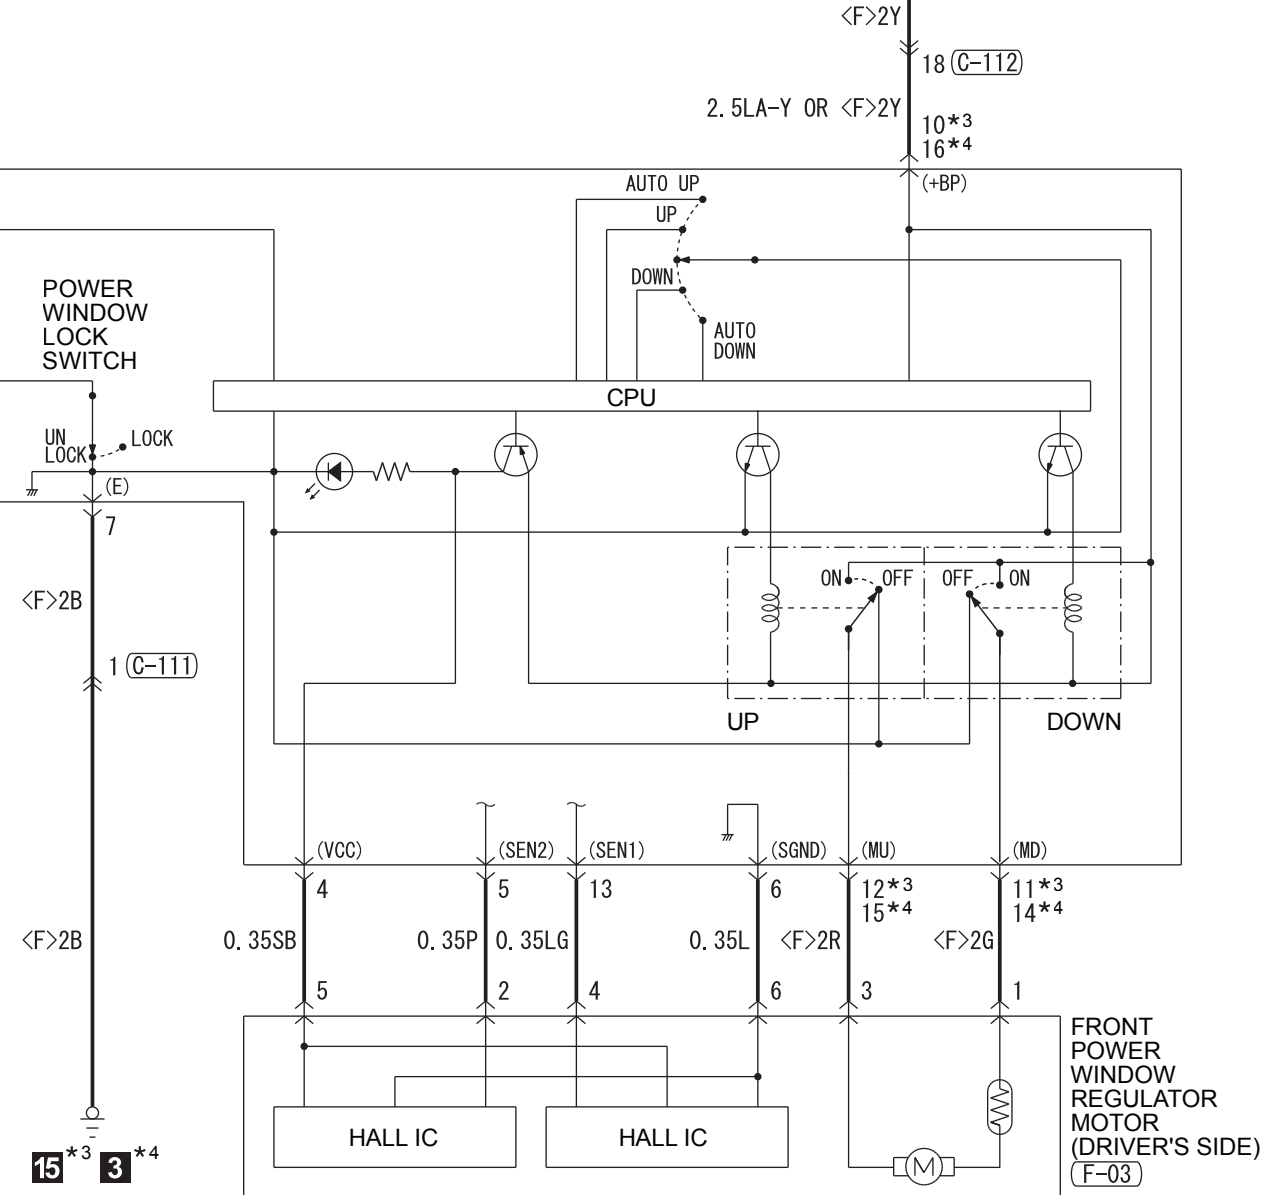 <F>2Y
18 C-112
2.5LA-Y OR <F>2Y
10*3
16*4
(+BP)
AUTO UP
UP
DOWN
AUTO
DOWN
POWER
WINDOW
LOCK
SWITCH
CPU
UN
LOCK
LOCK
(E)
7
ON
OFF
OFF
ON
<F>2B
1 C-111
UP
DOWN
(VCC)
(SEN2)
(SEN1)
(SGND)
(MU)
(MD)
4
5
13
6
12*3
15*4
11*3
14*4
<F>2B
0.35SB
0.35P
0.35LG
0.35L
<F>2R
<F>2G
5
2
4
6
3
1
FRONT
POWER
WINDOW
REGULATOR
MOTOR
(DRIVER'S SIDE)
F-03
HALL IC
HALL IC
M
15*3 3*4